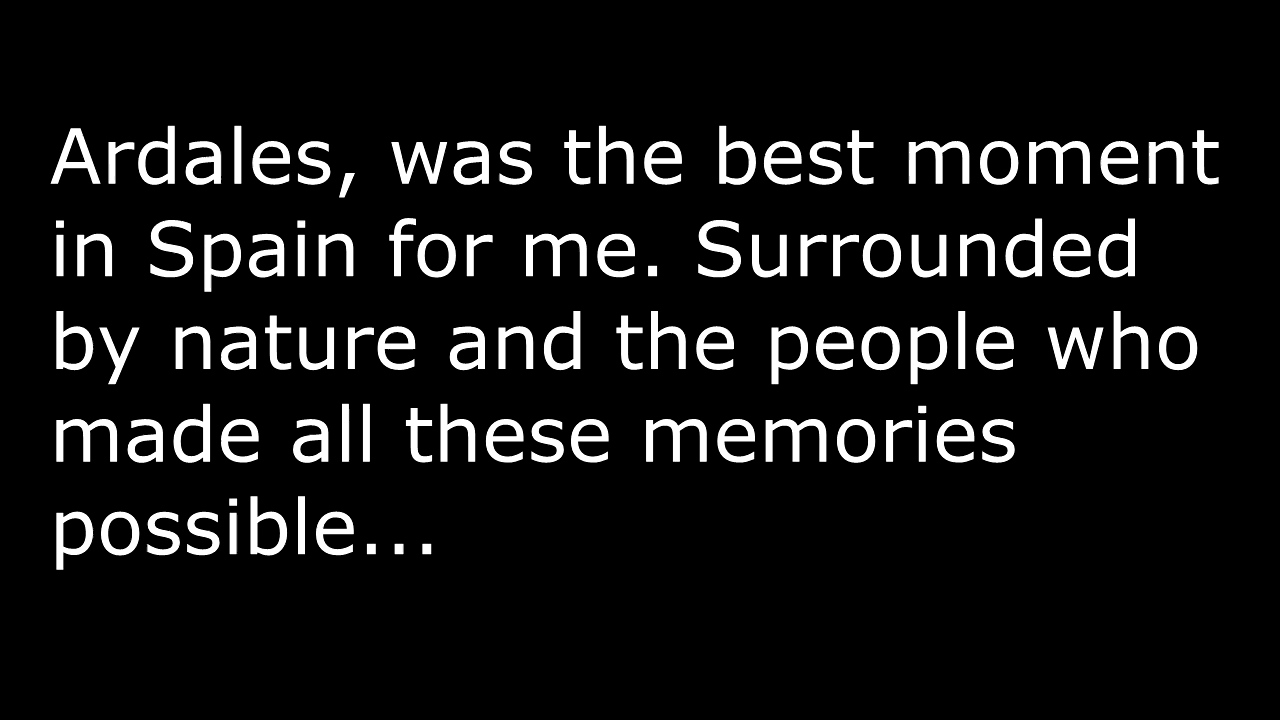 Ardales, was the best moment
in Spain for me. Surrounded
by nature and the people who
made all these memories
possible...